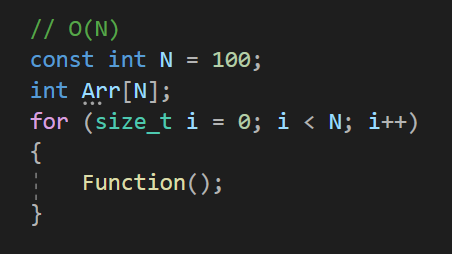 // O(N)
const int N = 100;
int Arr[N];
for (size_t i = 0; i < N; i++)
{
    Function();
}